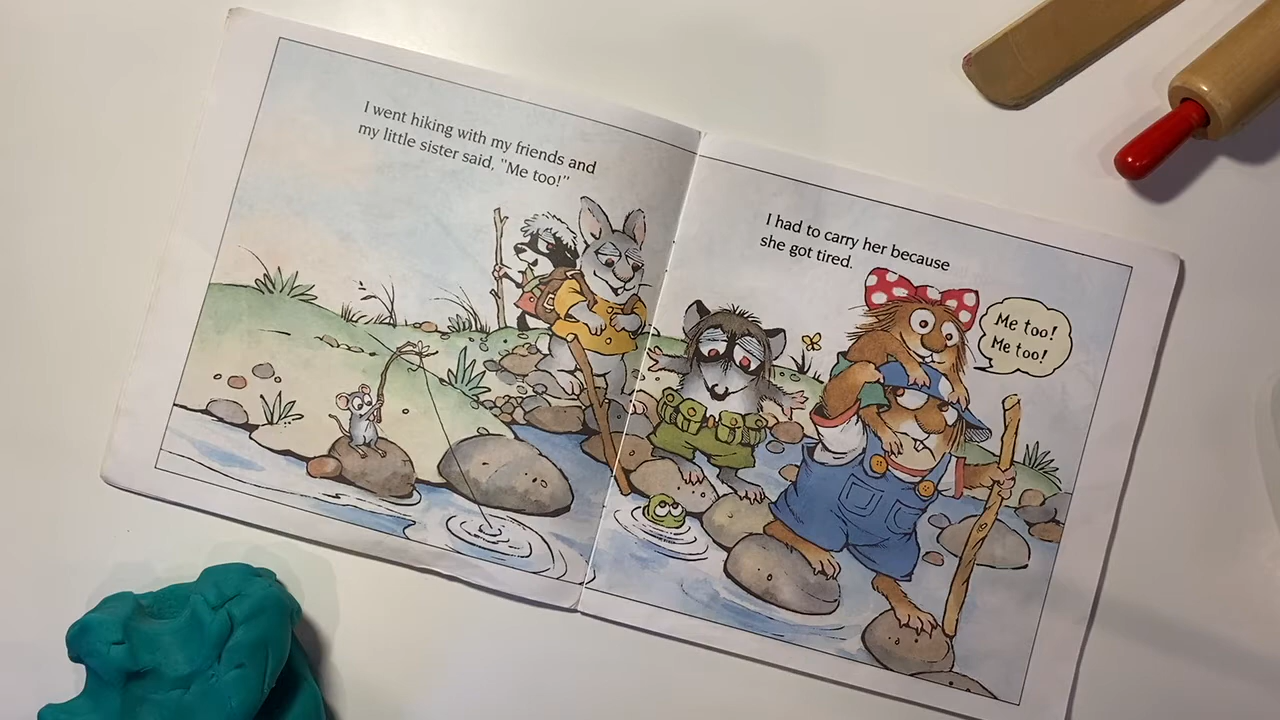 I went hiking with my friends and
my little sister said, "Me too!"
I had to carry her because
she got tired.
Me too!
Me too!